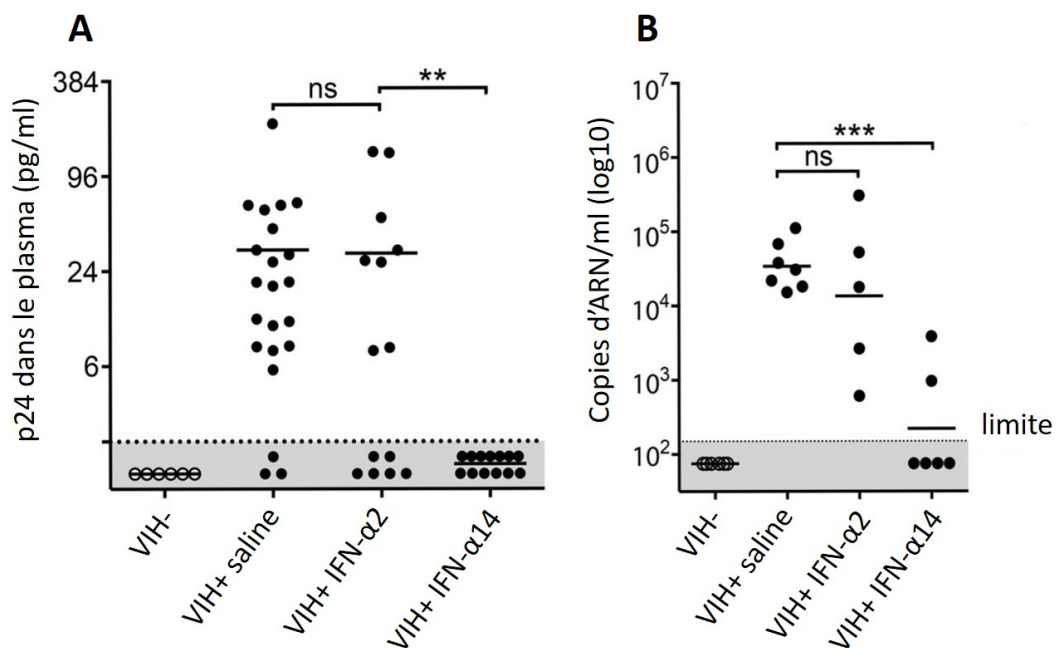 A
p24 dans le plasma (pg/ml)
384
96
24
6
ns
**
VIH-
VIH+ saline
VIH+ IFN-α2
VIH+ IFN-α14
B
Copies d’ARN/ml (log10)
10⁷
10⁶
10⁵
10⁴
10³
10²
***
ns
limite
VIH-
VIH+ saline
VIH+ IFN-α2
VIH+ IFN-α14